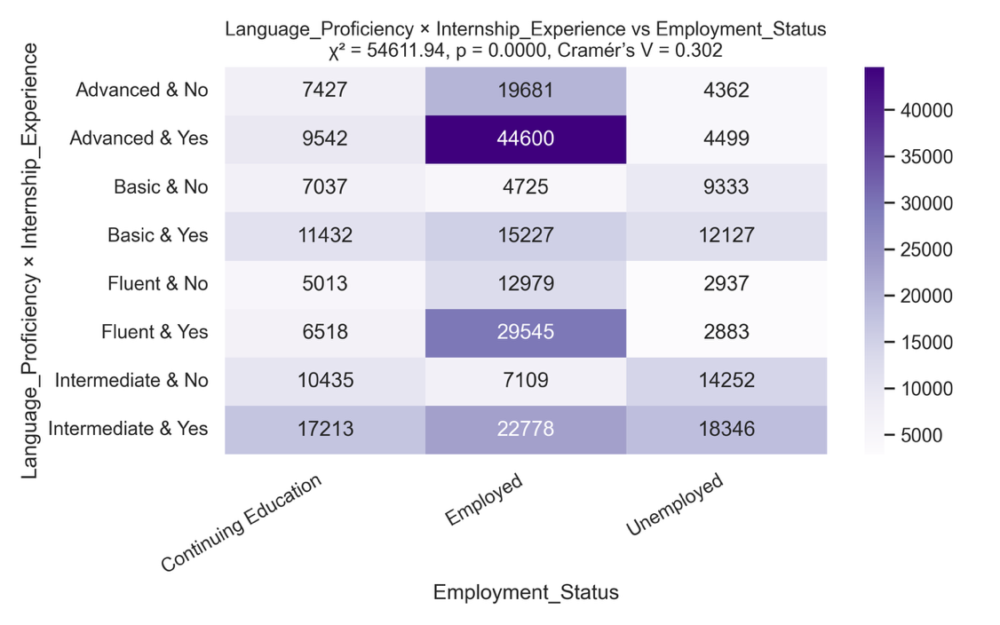 Language_Proficiency × Internship_Experience vs Employment_Status
χ² = 54611.94, p = 0.0000, Cramér’s V = 0.302
Language_Proficiency × Internship_Experience
Advanced & No 7427 19681 4362
Advanced & Yes 9542 44600 4499
Basic & No 7037 4725 9333
Basic & Yes 11432 15227 12127
Fluent & No 5013 12979 2937
Fluent & Yes 6518 29545 2883
Intermediate & No 10435 7109 14252
Intermediate & Yes 17213 22778 18346
Continuing Education Employed Unemployed
Employment_Status
40000
35000
30000
25000
20000
15000
10000
5000